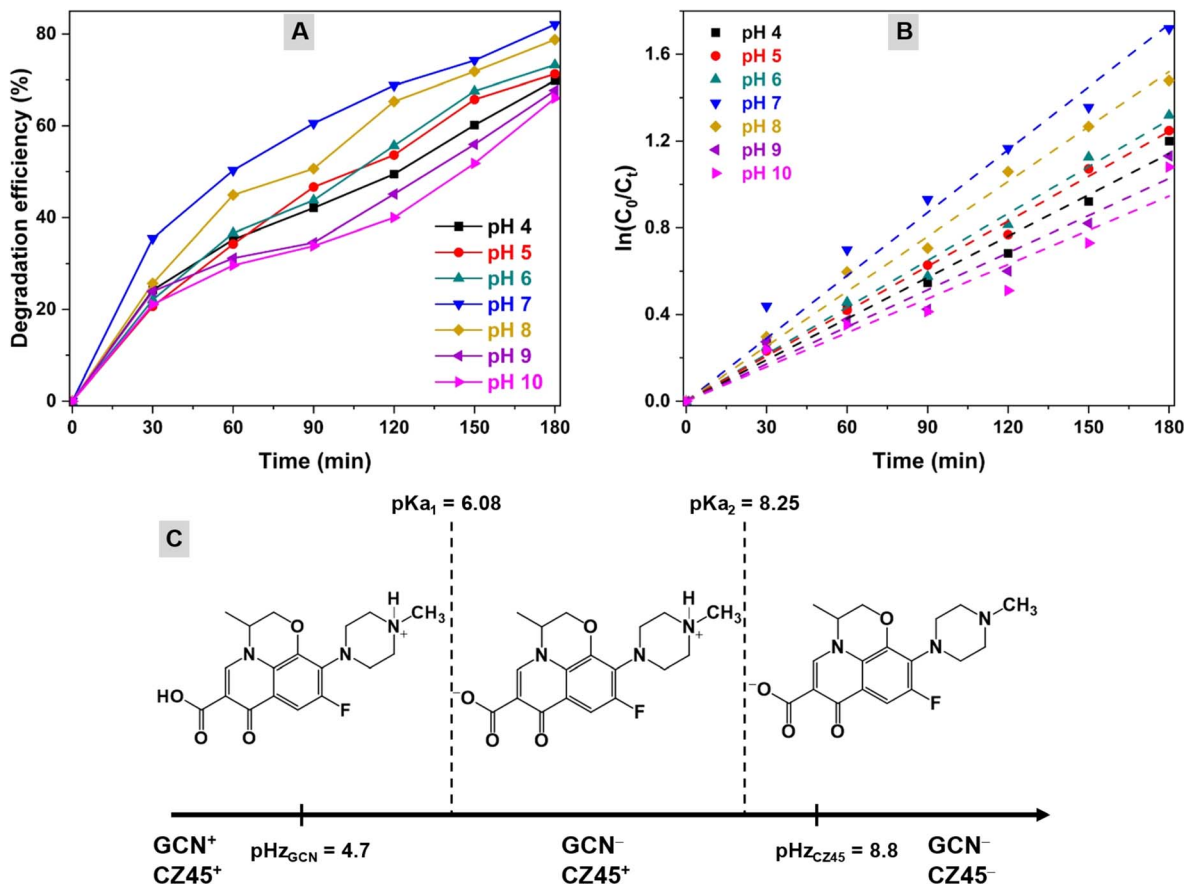 A
Degradation efficiency (%)
80
60
40
20
0
0 30 60 90 120 150 180
Time (min)
pH 4
pH 5
pH 6
pH 7
pH 8
pH 9
pH 10
B
ln(C₀/Cₜ)
1.6
1.2
0.8
0.4
0.0
0 30 60 90 120 150 180
Time (min)
pH 4
pH 5
pH 6
pH 7
pH 8
pH 9
pH 10
C
pKa₁ = 6.08
pKa₂ = 8.25
H
N
+
CH₃
O
N
N
HO
F
O
O
H
N
+
CH₃
O
N
N
⁻O
F
O
O
N
CH₃
O
N
N
⁻O
F
O
O
GCN⁺
CZ45⁺
pHz_GCN = 4.7
GCN⁻
CZ45⁺
pHz_CZ45 = 8.8
GCN⁻
CZ45⁻